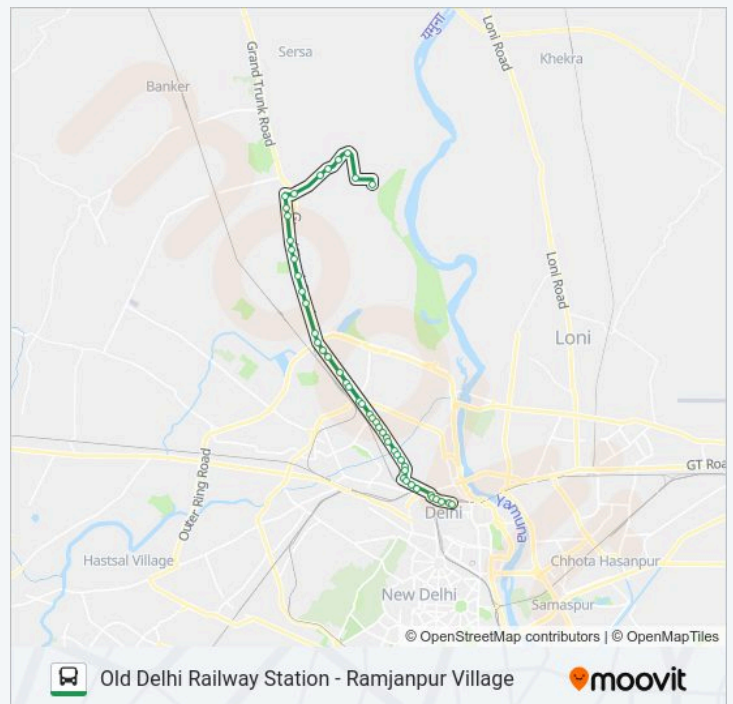 यमुना
Loni Road
Sersa
Khekra
Grand Trunk Road
Banker
G
Loni Road
Loni
Outer Ring Road
GT Roa
Delhi
Yamuna
Hastsal Village
Chhota Hasanpur
New Delhi
Samaspur
© OpenStreetMap contributors | © OpenMapTiles
Old Delhi Railway Station - Ramjanpur Village
moovit